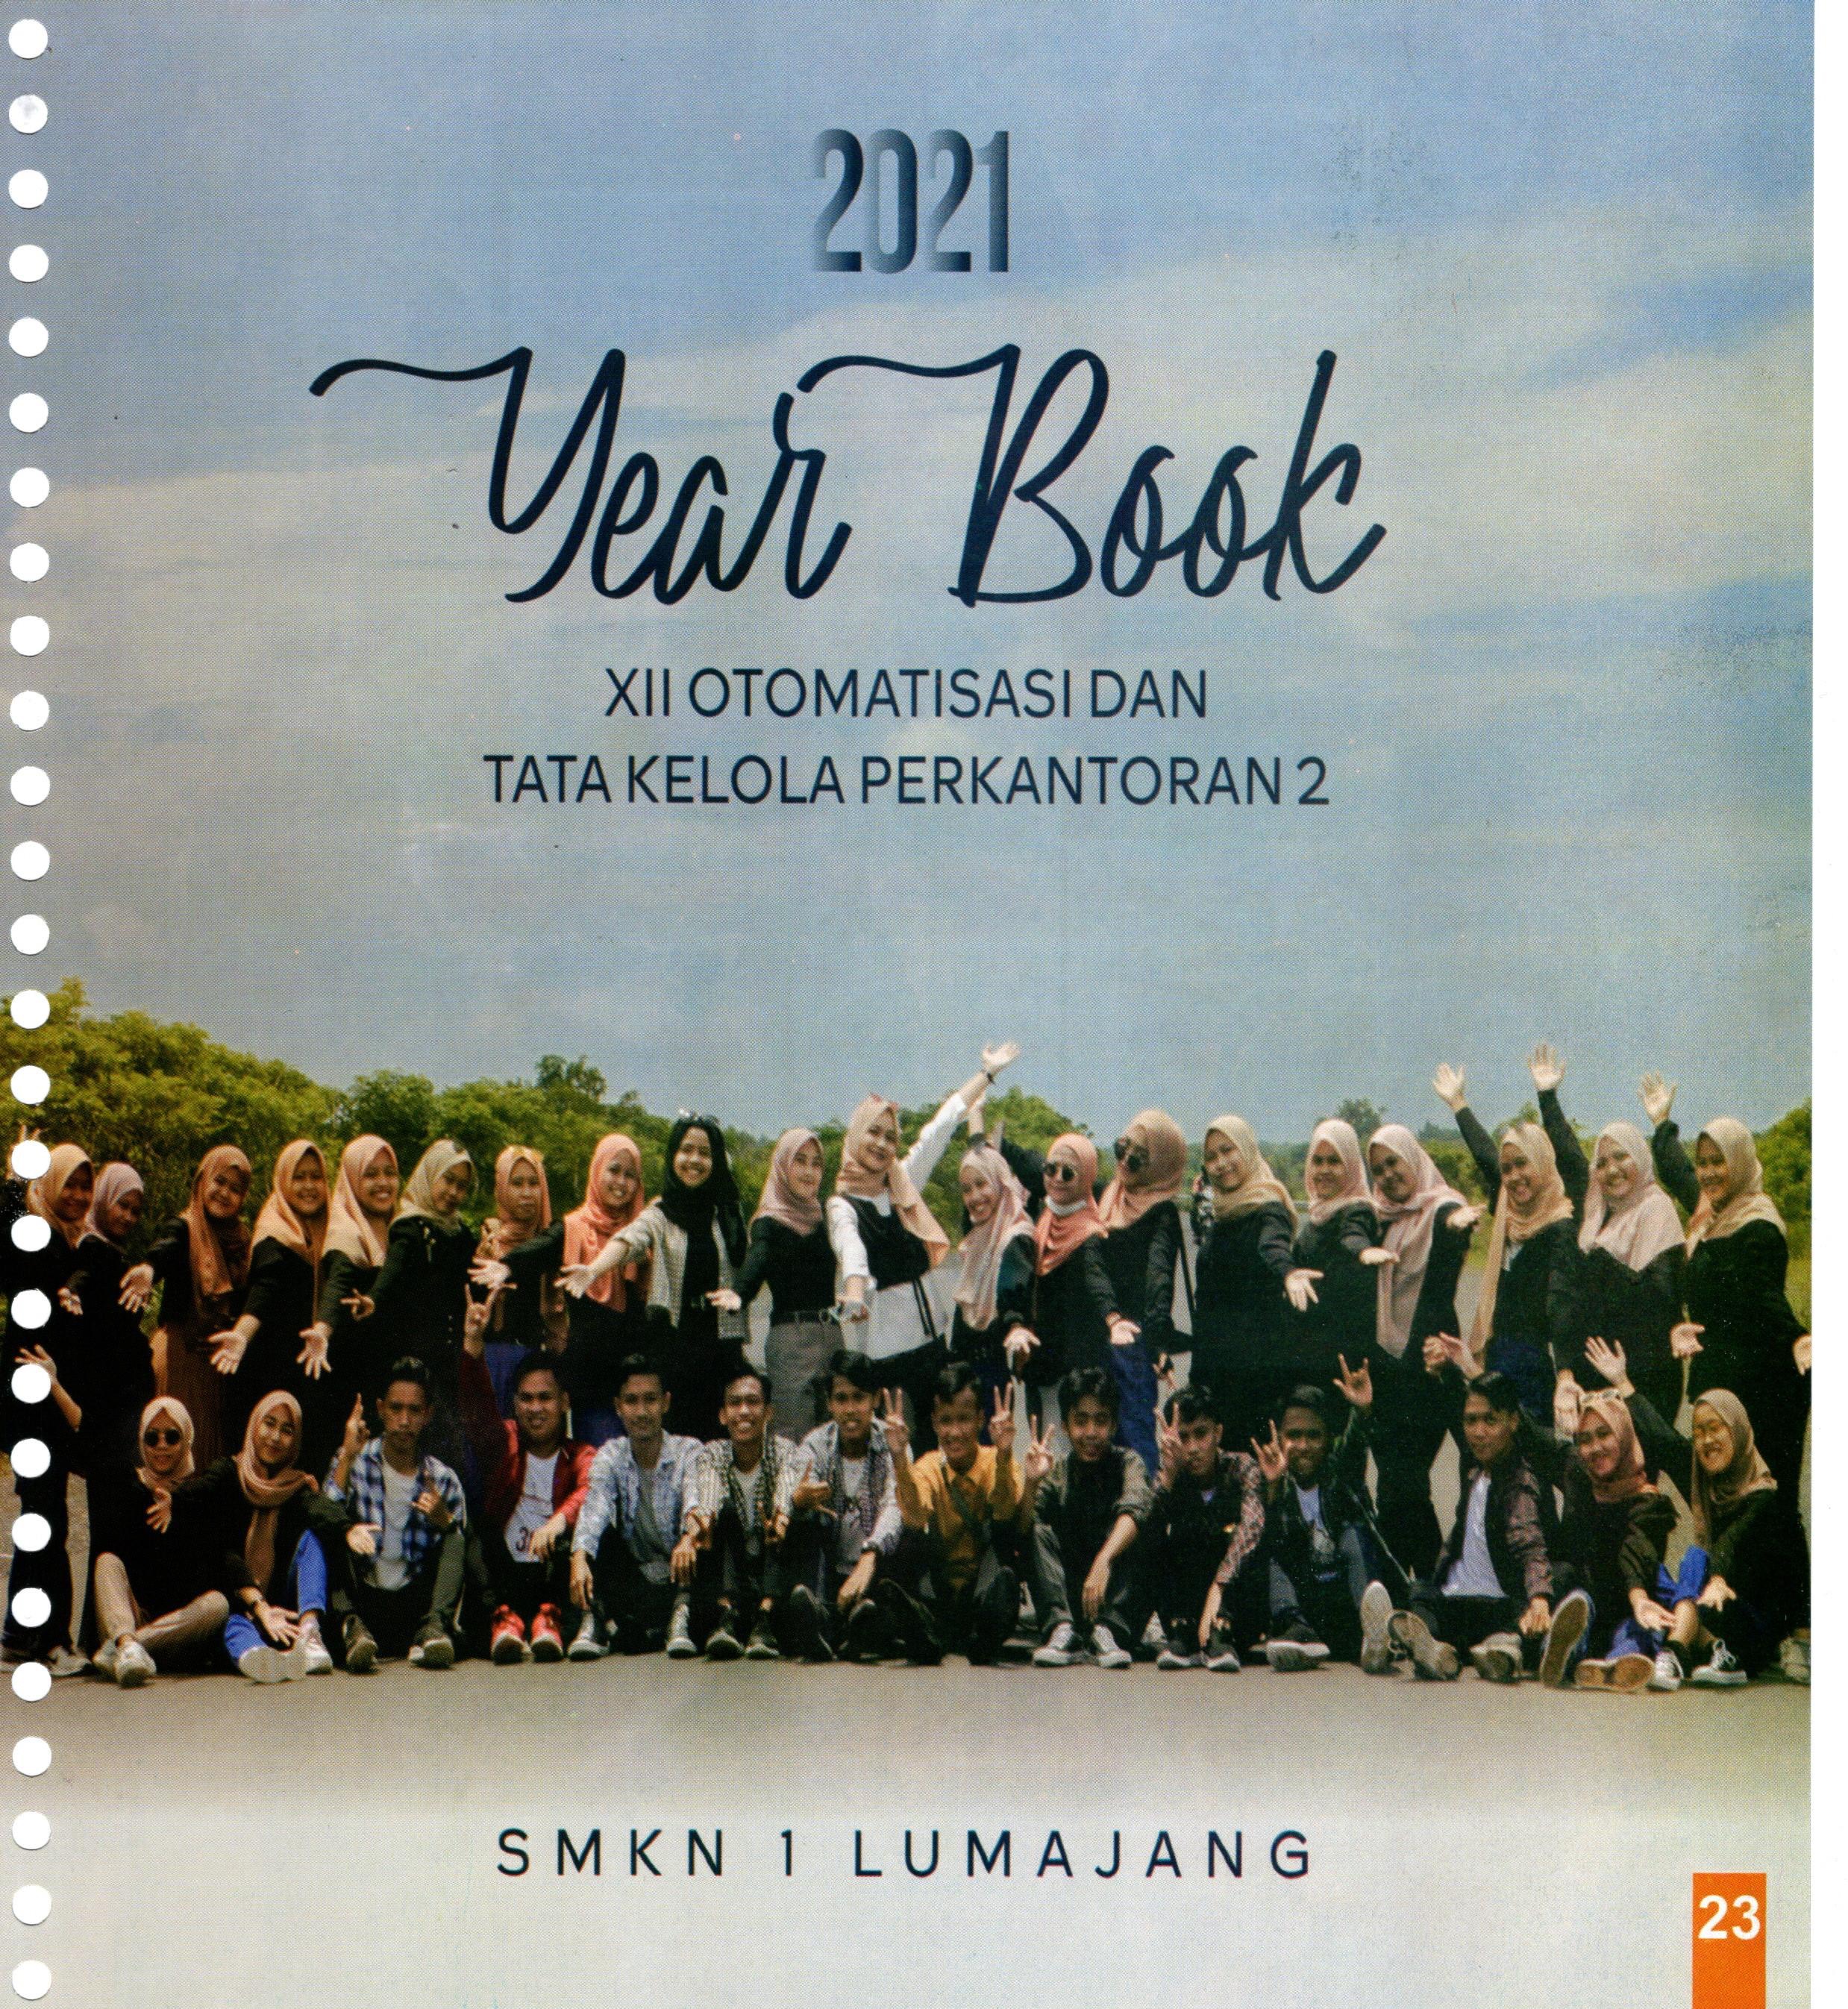 2021
Year Book
XII OTOMATISASI DAN
TATA KELOLA PERKANTORAN 2
SMKN 1 LUMAJANG
23